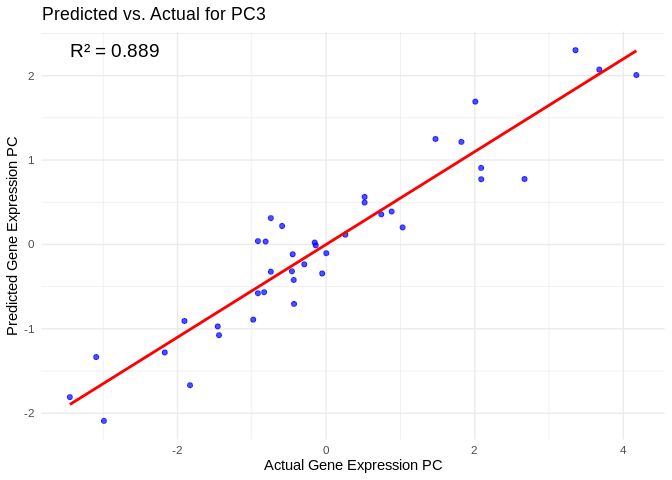 Predicted vs. Actual for PC3
R² = 0.889
Predicted Gene Expression PC
2
1
0
-1
-2
-2
0
2
4
Actual Gene Expression PC